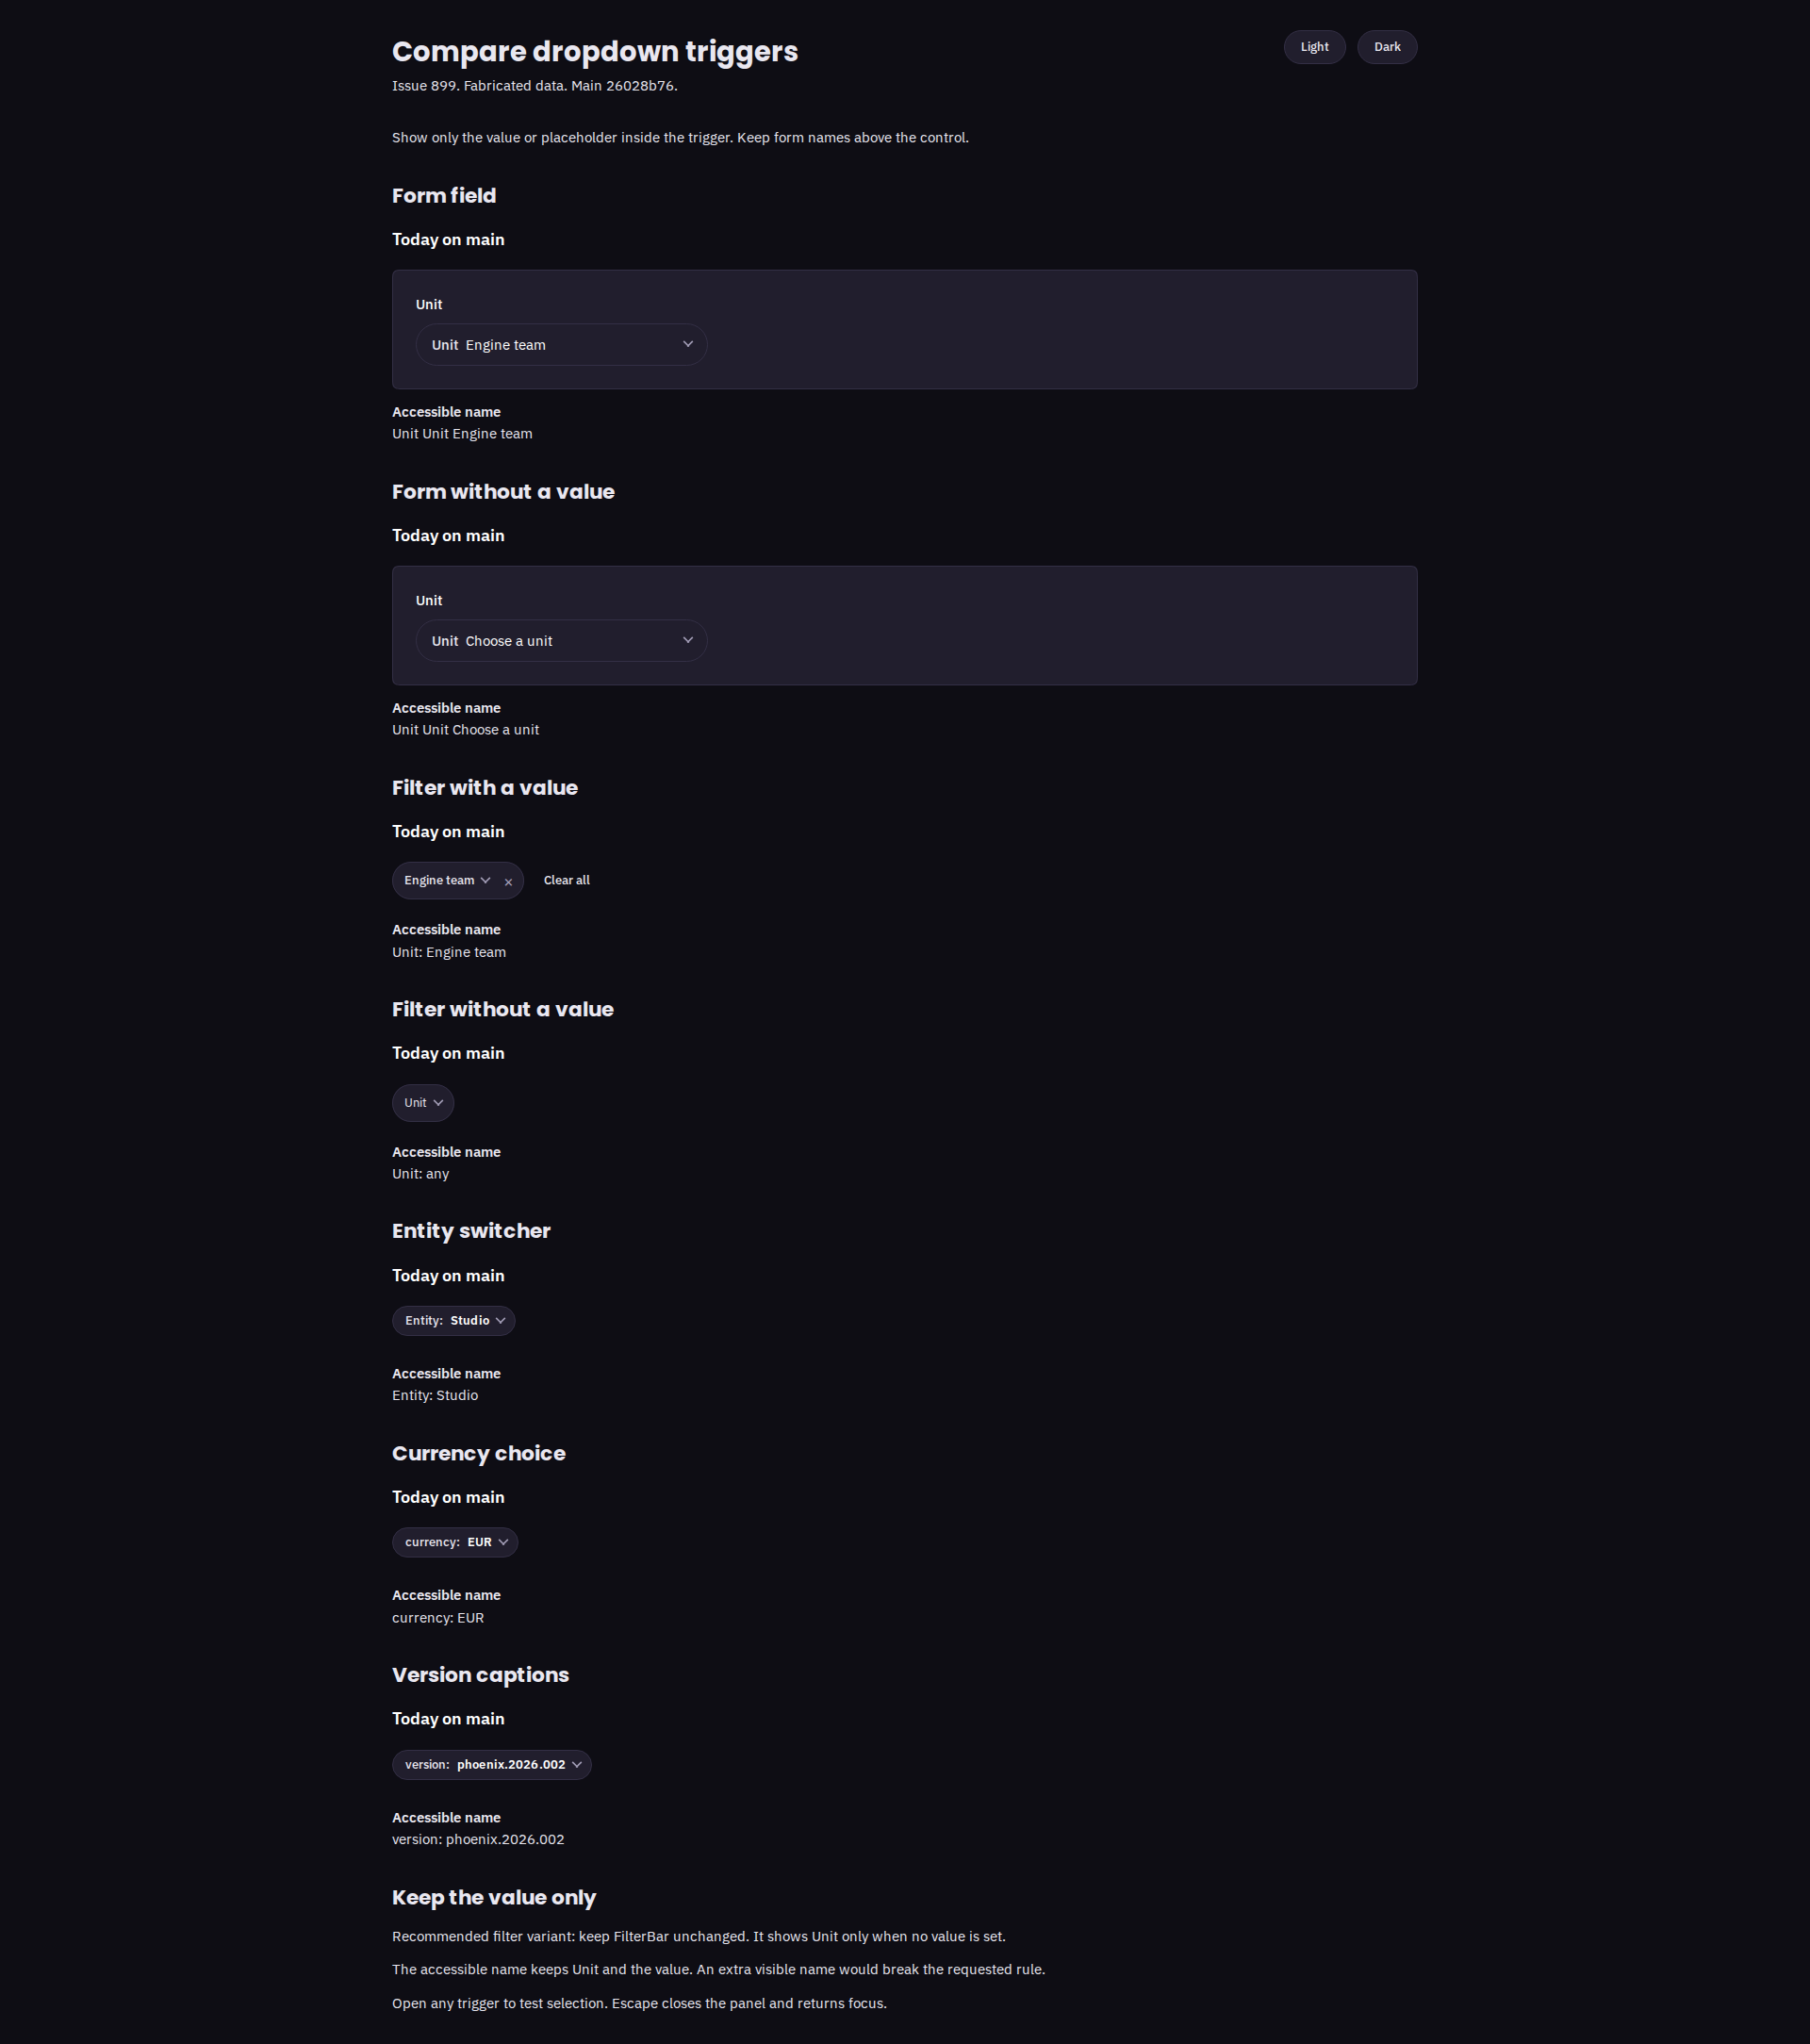 Compare dropdown triggers
Light
Dark
Issue 899. Fabricated data. Main 26028b76.
Show only the value or placeholder inside the trigger. Keep form names above the control.
Form field
Today on main
Unit
Unit Engine team
Accessible name
Unit Unit Engine team
Form without a value
Today on main
Unit
Unit Choose a unit
Accessible name
Unit Unit Choose a unit
Filter with a value
Today on main
Engine team × Clear all
Accessible name
Unit: Engine team
Filter without a value
Today on main
Unit
Accessible name
Unit: any
Entity switcher
Today on main
Entity: Studio
Accessible name
Entity: Studio
Currency choice
Today on main
currency: EUR
Accessible name
currency: EUR
Version captions
Today on main
version: phoenix.2026.002
Accessible name
version: phoenix.2026.002
Keep the value only
Recommended filter variant: keep FilterBar unchanged. It shows Unit only when no value is set.
The accessible name keeps Unit and the value. An extra visible name would break the requested rule.
Open any trigger to test selection. Escape closes the panel and returns focus.